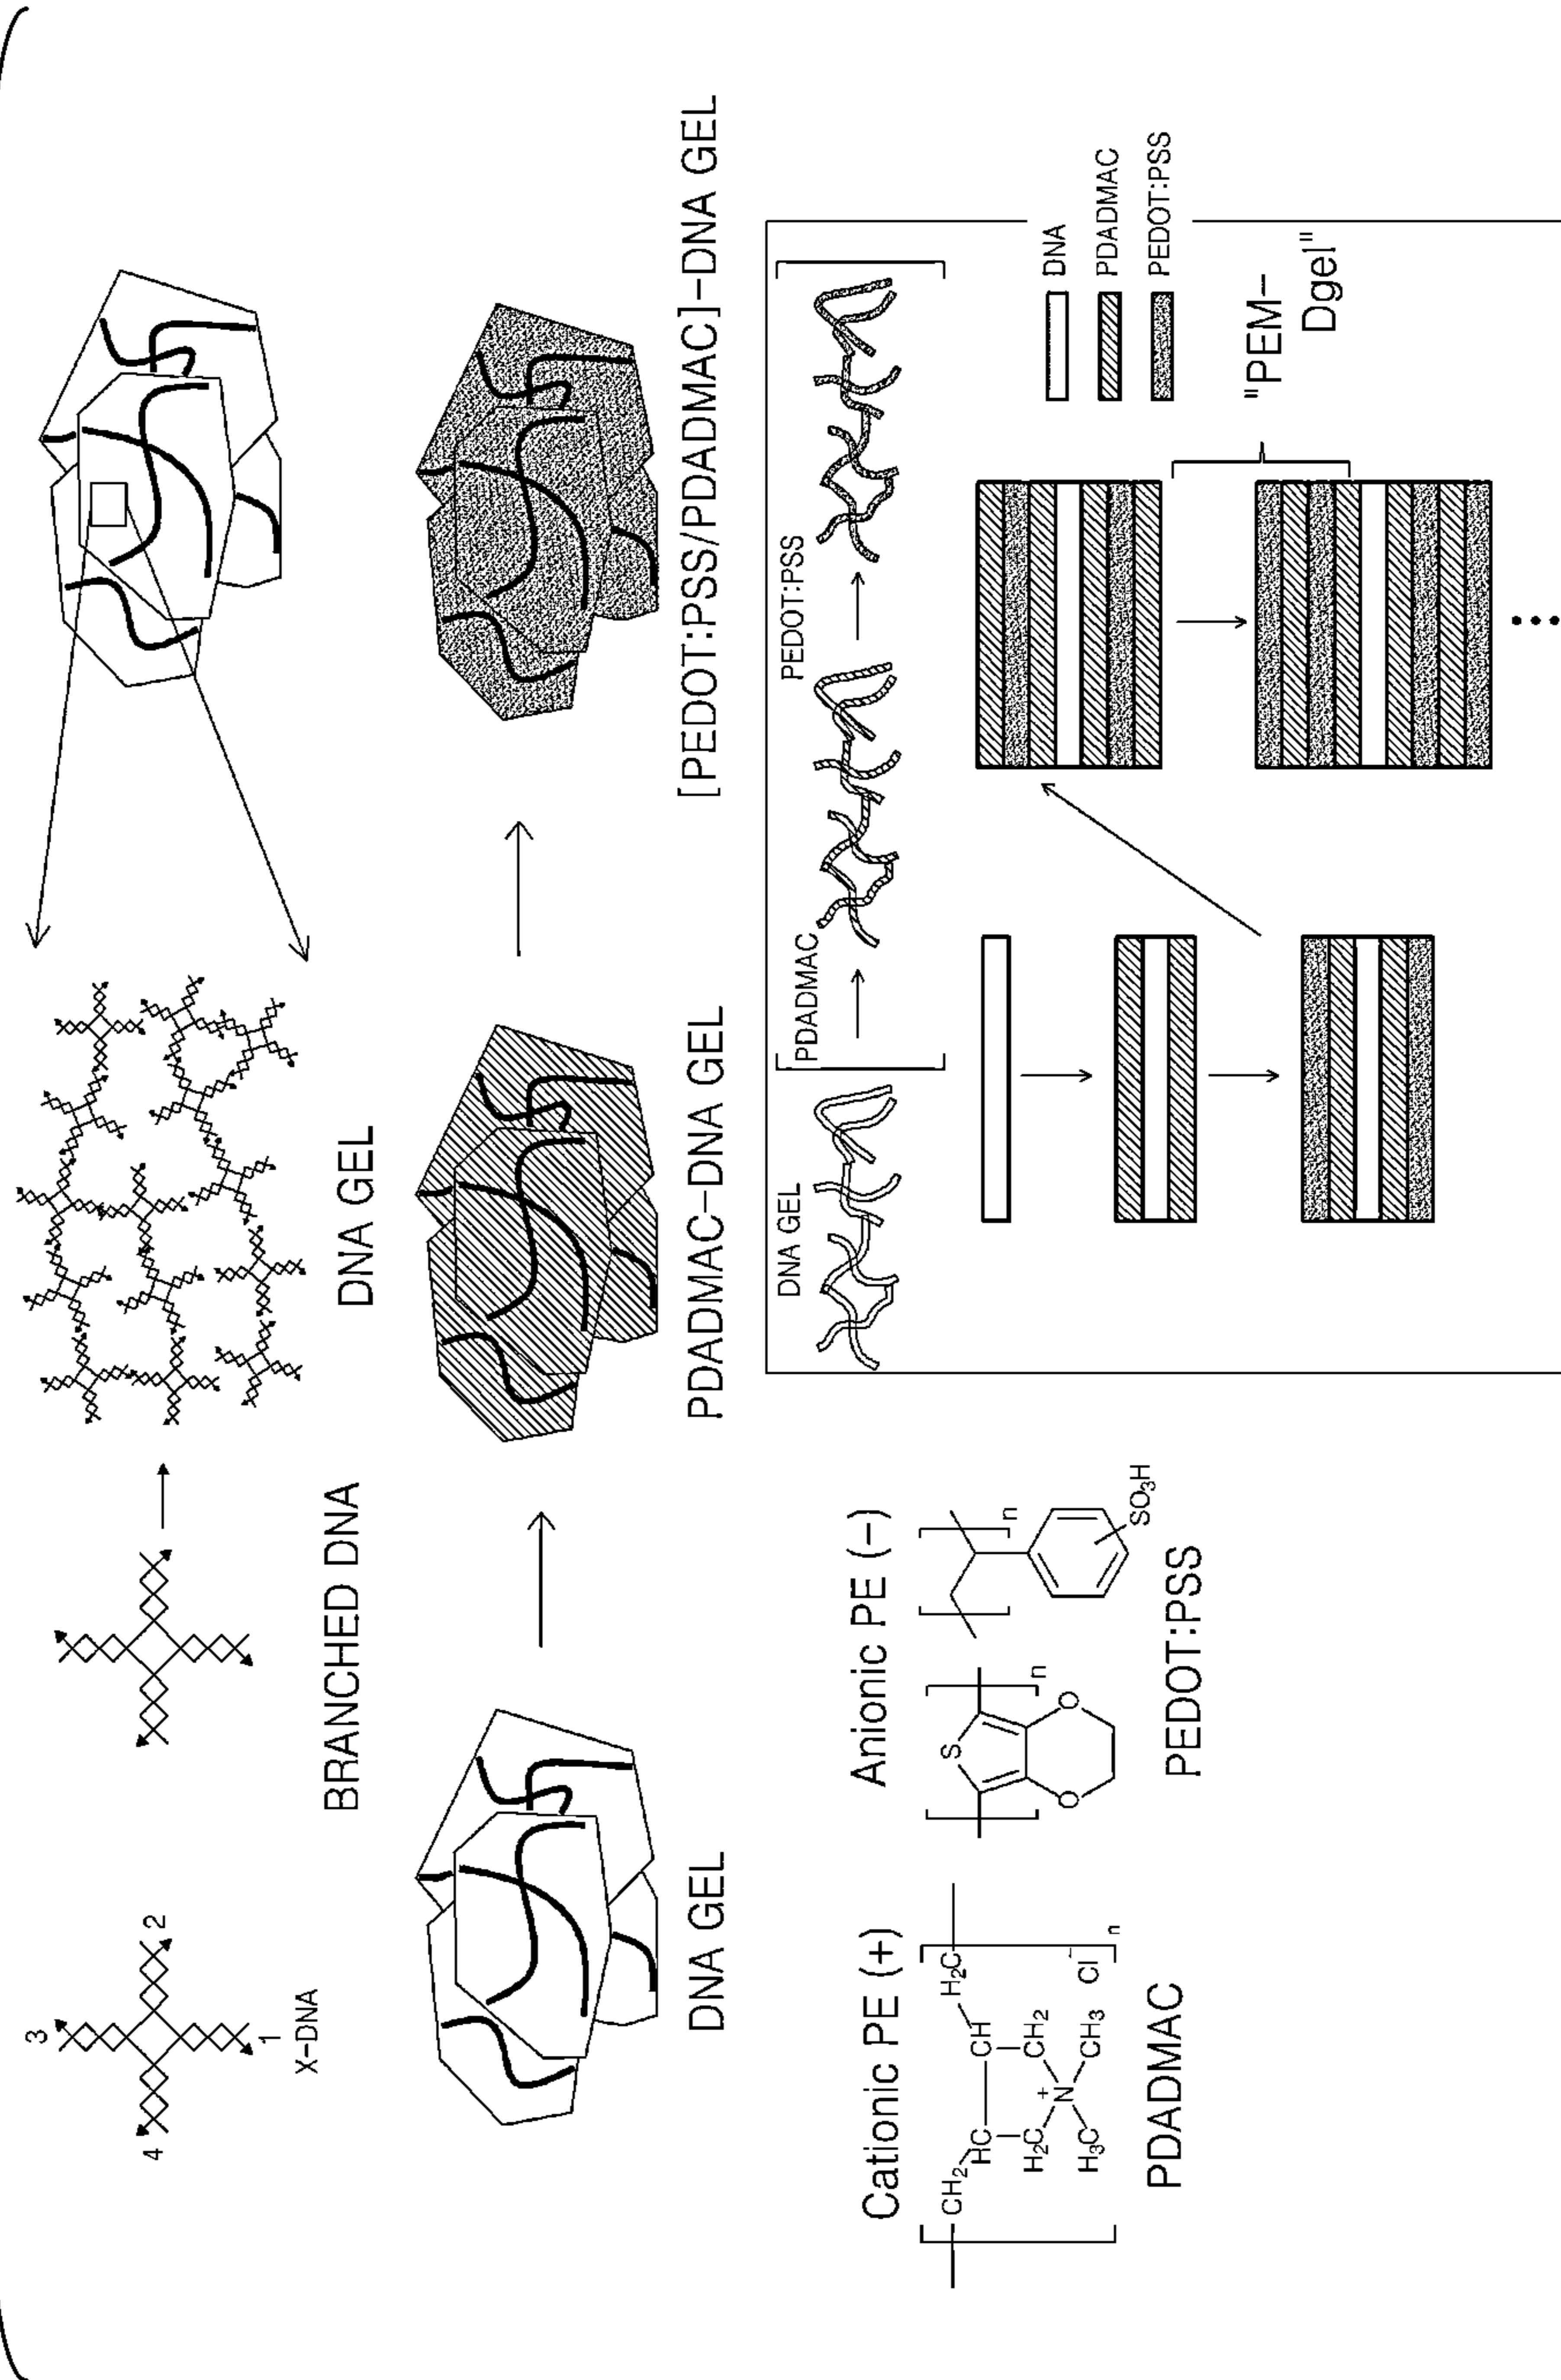 3
4
2
1
X-DNA
BRANCHED DNA
DNA GEL
DNA GEL
PDADMAC-DNA GEL
[PEDOT:PSS/PDADMAC]-DNA GEL
Cationic PE (+)
CH2
HC
CH
H2C
H2C
CH2
+
N
H3C
CH3
Cl-
n
PDADMAC
Anionic PE (-)
S
O
O
n
n
SO3H
PEDOT:PSS
DNA GEL
PDADMAC
PEDOT:PSS
DNA
PDADMAC
PEDOT:PSS
"PEM-
Dgel"